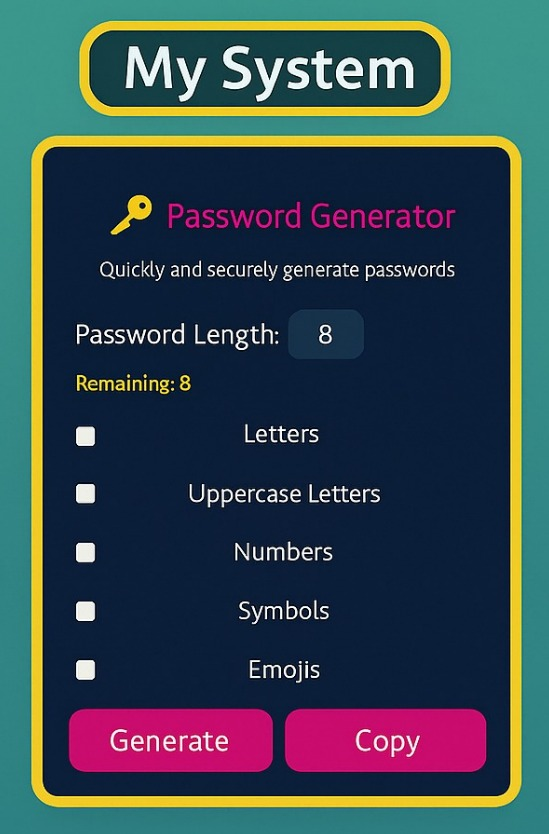 My System
Password Generator
Quickly and securely generate passwords
Password Length: 8
Remaining: 8
Letters
Uppercase Letters
Numbers
Symbols
Emojis
Generate Copy